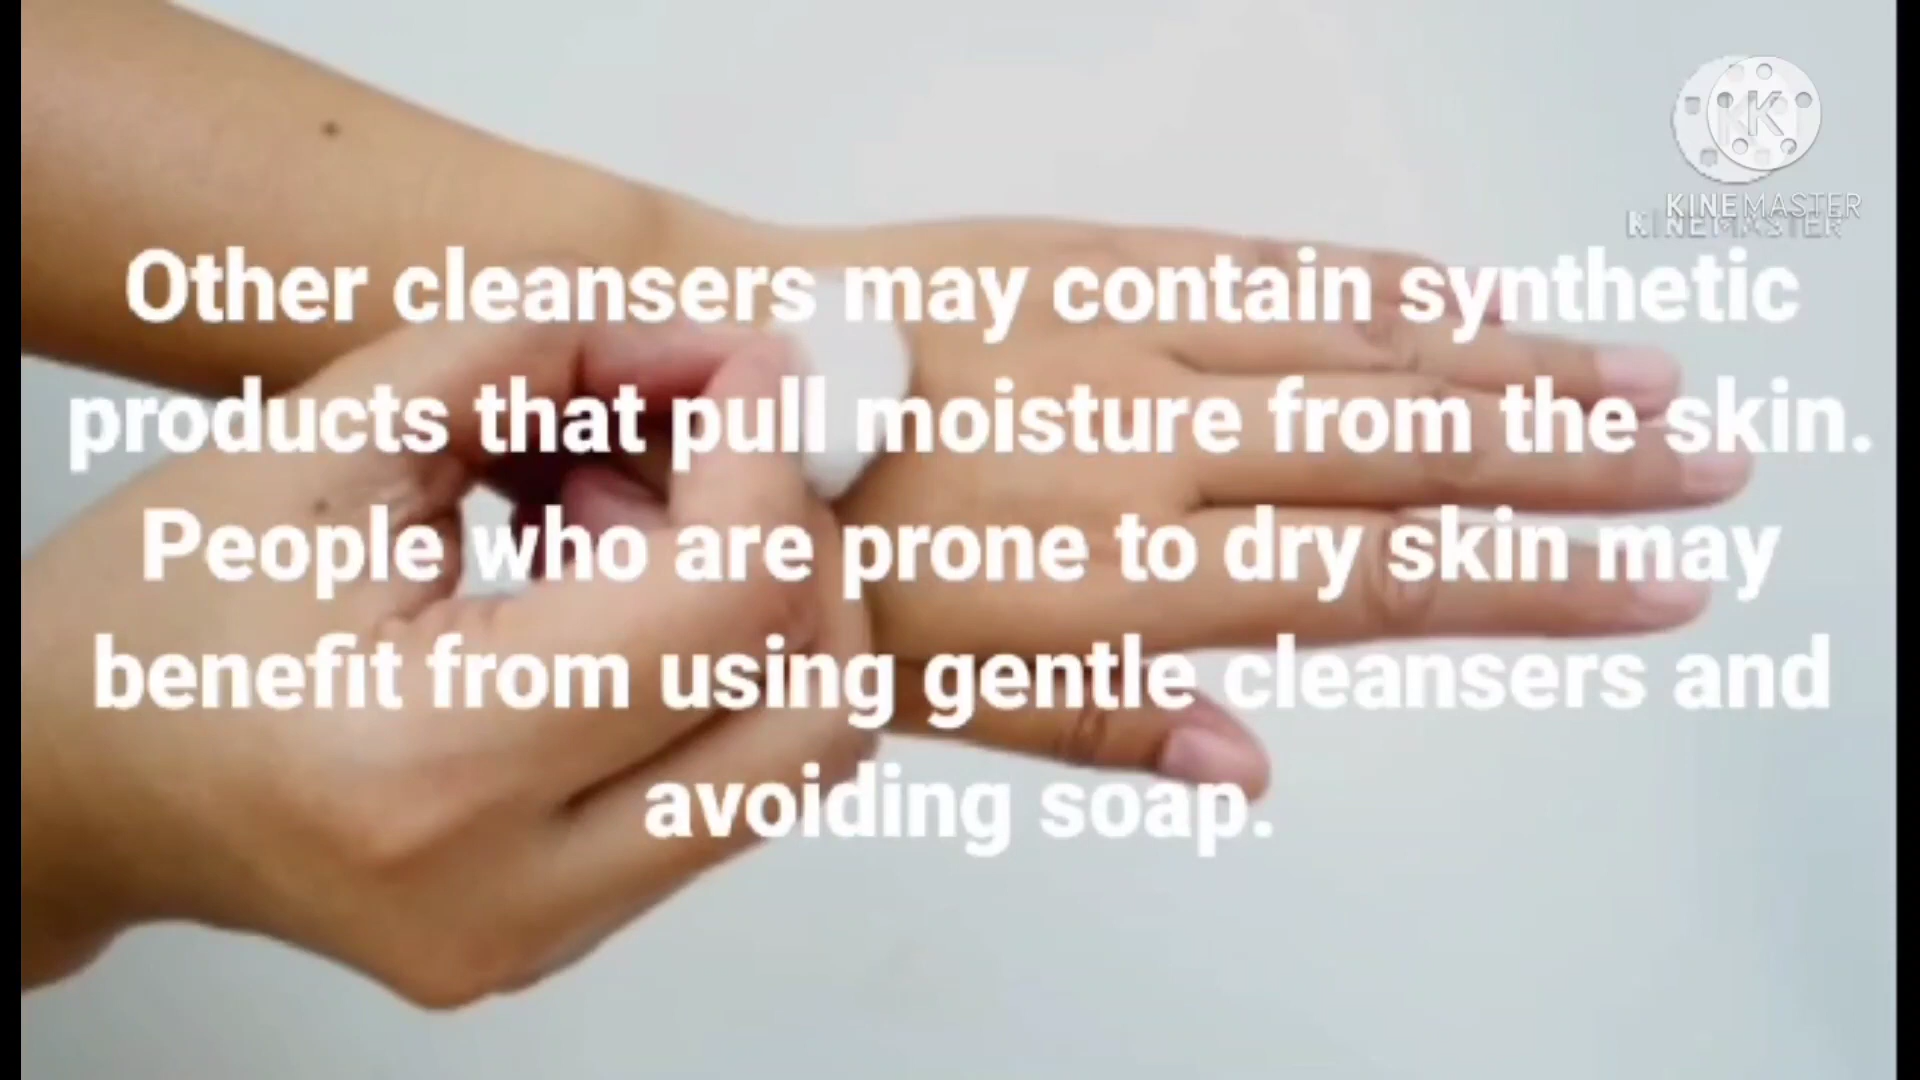 KINEMASTER
KINEMASTER
Other cleansers may contain synthetic
products that pull moisture from the skin.
People who are prone to dry skin may
benefit from using gentle cleansers and
avoiding soap.